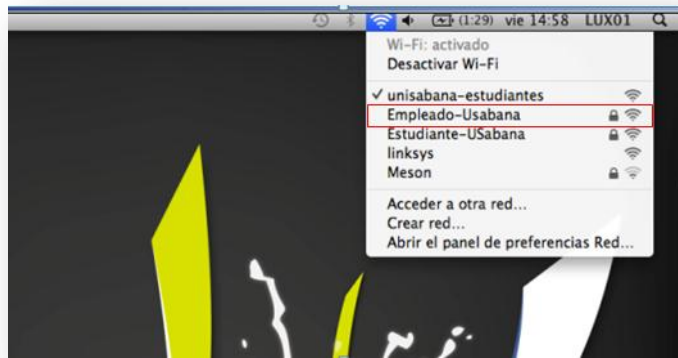 (1:29) vie 14:58 LUX01
Wi-Fi: activado
Desactivar Wi-Fi
unisabana-estudiantes
Empleado-Usabana
Estudiante-USabana
linksys
Meson
Acceder a otra red...
Crear red...
Abrir el panel de preferencias Red...